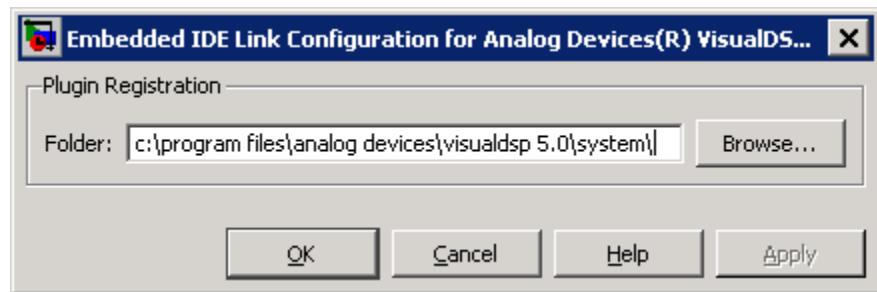 Embedded IDE Link Configuration for Analog Devices(R) VisualDS...
Plugin Registration
Folder: c:\program files\analog devices\visualdsp 5.0\system\ Browse...
OK Cancel Help Apply